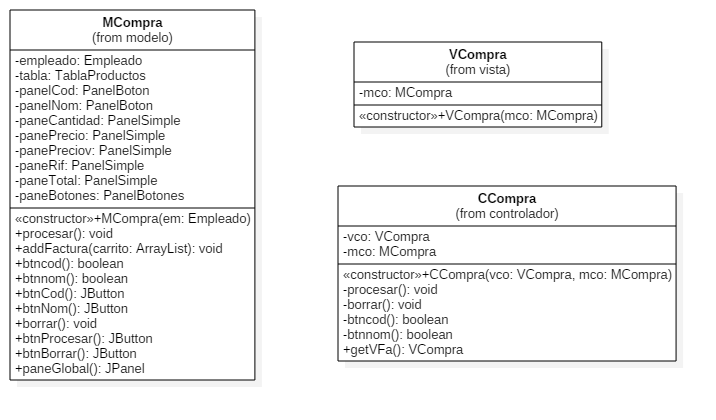 MCompra
(from modelo)
-empleado: Empleado
-tabla: TablaProductos
-panelCod: PanelBoton
-panelNom: PanelBoton
-paneCantidad: PanelSimple
-panePrecio: PanelSimple
-panePreciov: PanelSimple
-paneRif: PanelSimple
-paneTotal: PanelSimple
-paneBotones: PanelBotones
«constructor»+MCompra(em: Empleado)
+procesar(): void
+addFactura(carrito: ArrayList): void
+btncod(): boolean
+btnnom(): boolean
+btnCod(): JButton
+btnNom(): JButton
+borrar(): void
+btnProcesar(): JButton
+btnBorrar(): JButton
+paneGlobal(): JPanel
VCompra
(from vista)
-mco: MCompra
«constructor»+VCompra(mco: MCompra)
CCompra
(from controlador)
-vco: VCompra
-mco: MCompra
«constructor»+CCompra(vco: VCompra, mco: MCompra)
-procesar(): void
-borrar(): void
-btncod(): boolean
-btnnom(): boolean
+getVFa(): VCompra